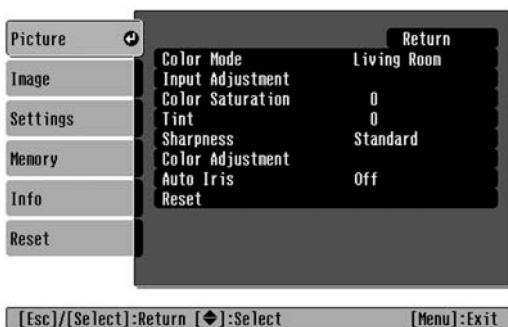 Picture
Image
Settings
Memory
Info
Reset
Return
Color Mode Living Room
Input Adjustment
Color Saturation 0
Tint 0
Sharpness Standard
Color Adjustment
Auto Iris Off
Reset
[Esc]/[Select]:Return [◆]:Select [Menu]:Exit